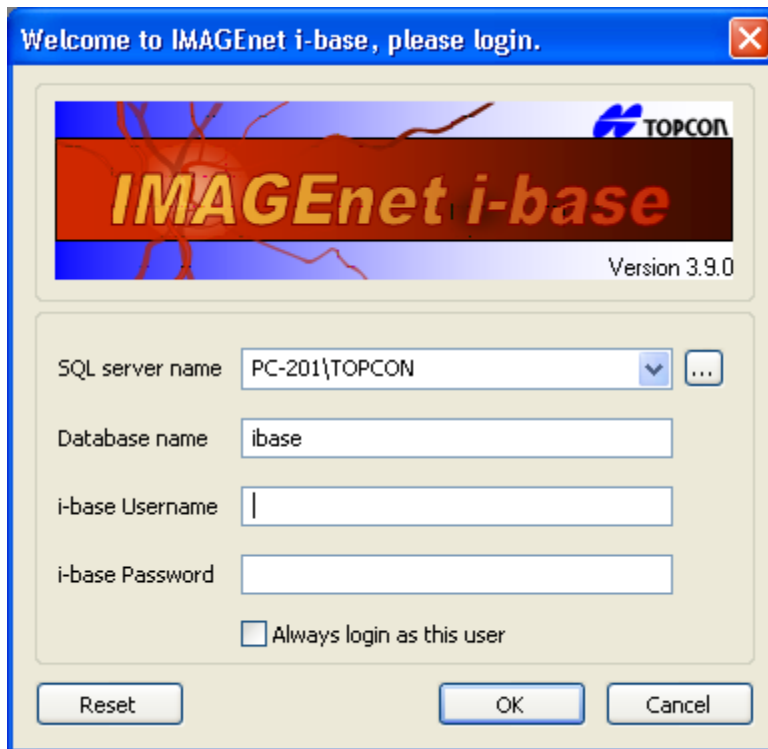 Welcome to IMAGEnet i-base, please login.
TOPCON
IMAGEnet i-base
Version 3.9.0
SQL server name PC-201\TOPCON ...
Database name ibase
i-base Username
i-base Password
Always login as this user
Reset OK Cancel